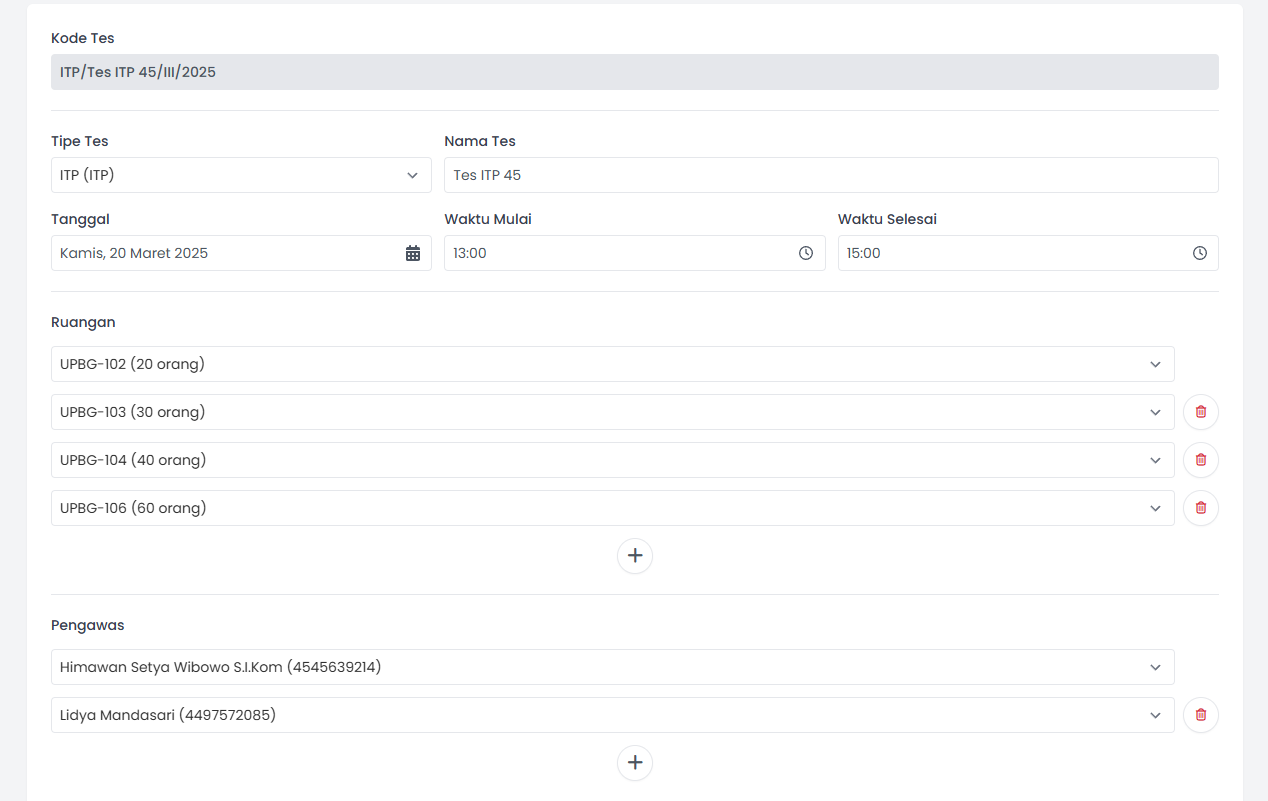 Kode Tes
ITP/Tes ITP 45/III/2025
Tipe Tes
Nama Tes
ITP (ITP)
Tes ITP 45
Tanggal
Waktu Mulai
Waktu Selesai
Kamis, 20 Maret 2025
13:00
15:00
Ruangan
UPBG-102 (20 orang)
UPBG-103 (30 orang)
UPBG-104 (40 orang)
UPBG-106 (60 orang)
Pengawas
Himawan Setya Wibowo S.I.Kom (4545639214)
Lidya Mandasari (4497572085)